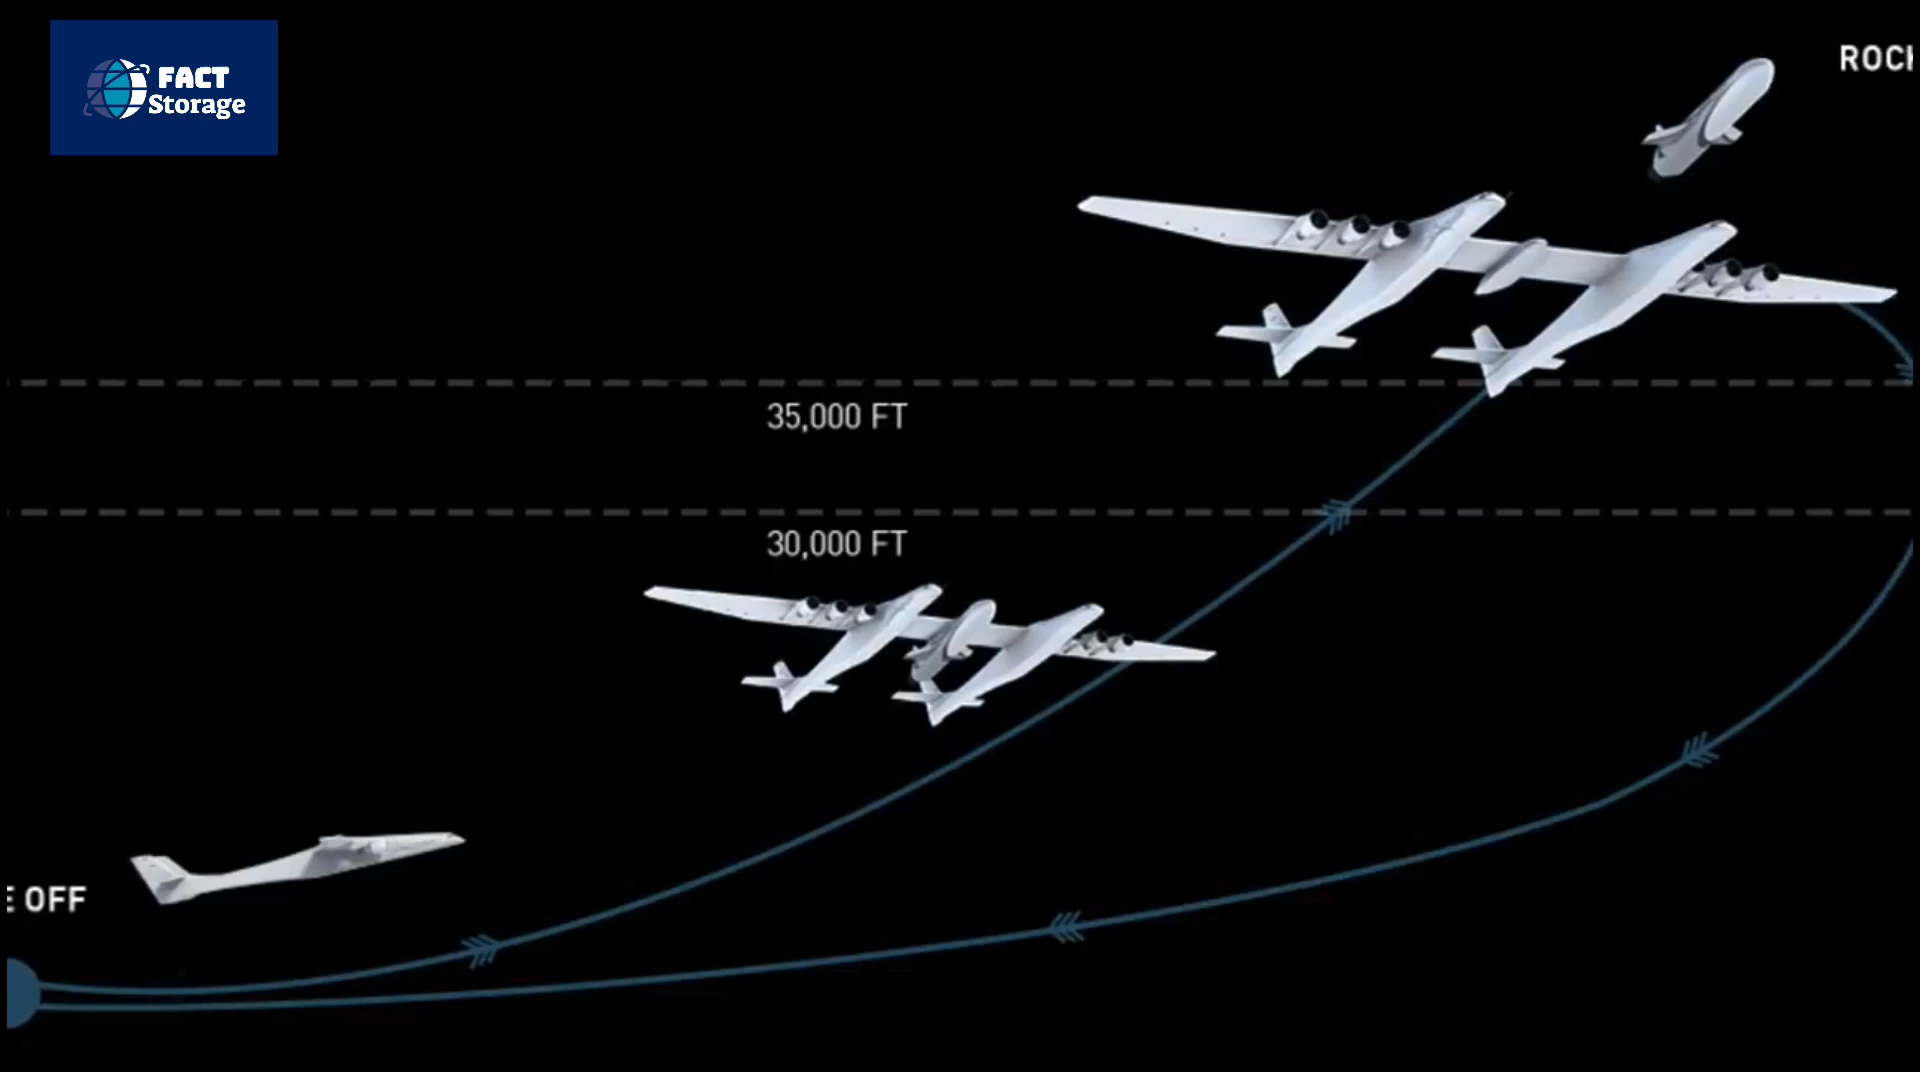 FACT
Storage
ROC
35,000 FT
30,000 FT
E OFF